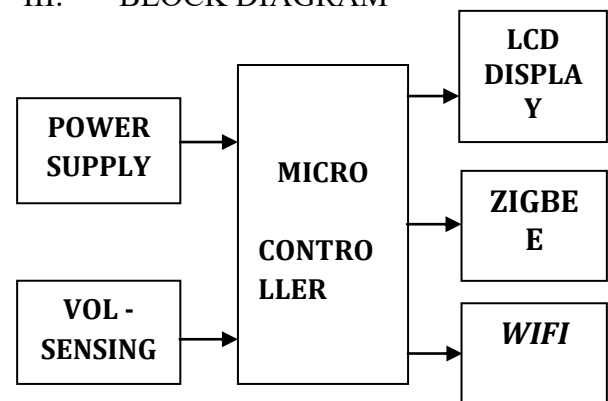 III. BLOCK DIAGRAM
LCD
DISPLA
Y
POWER
SUPPLY
MICRO
CONTRO
LLER
ZIGBE
E
VOL -
SENSING
WIFI